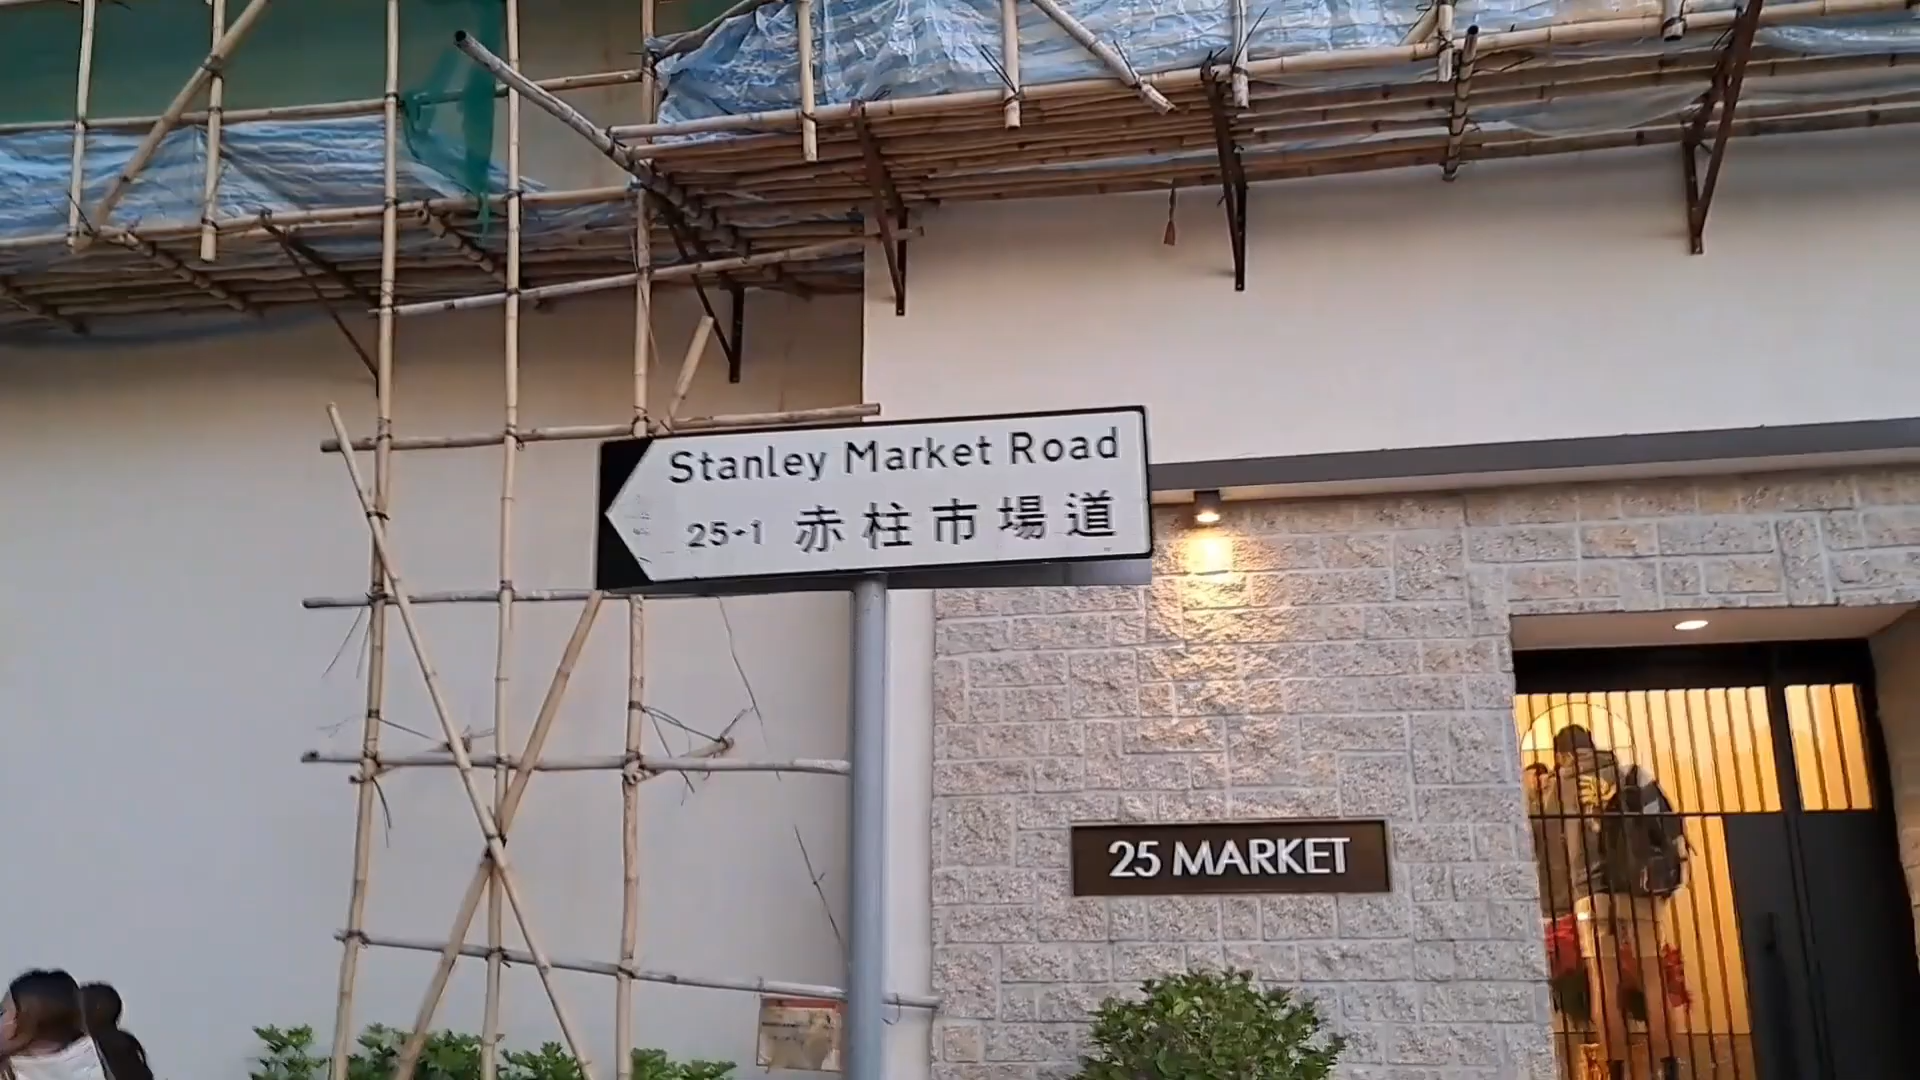 Stanley Market Road
25→1 赤柱市場道
25 MARKET